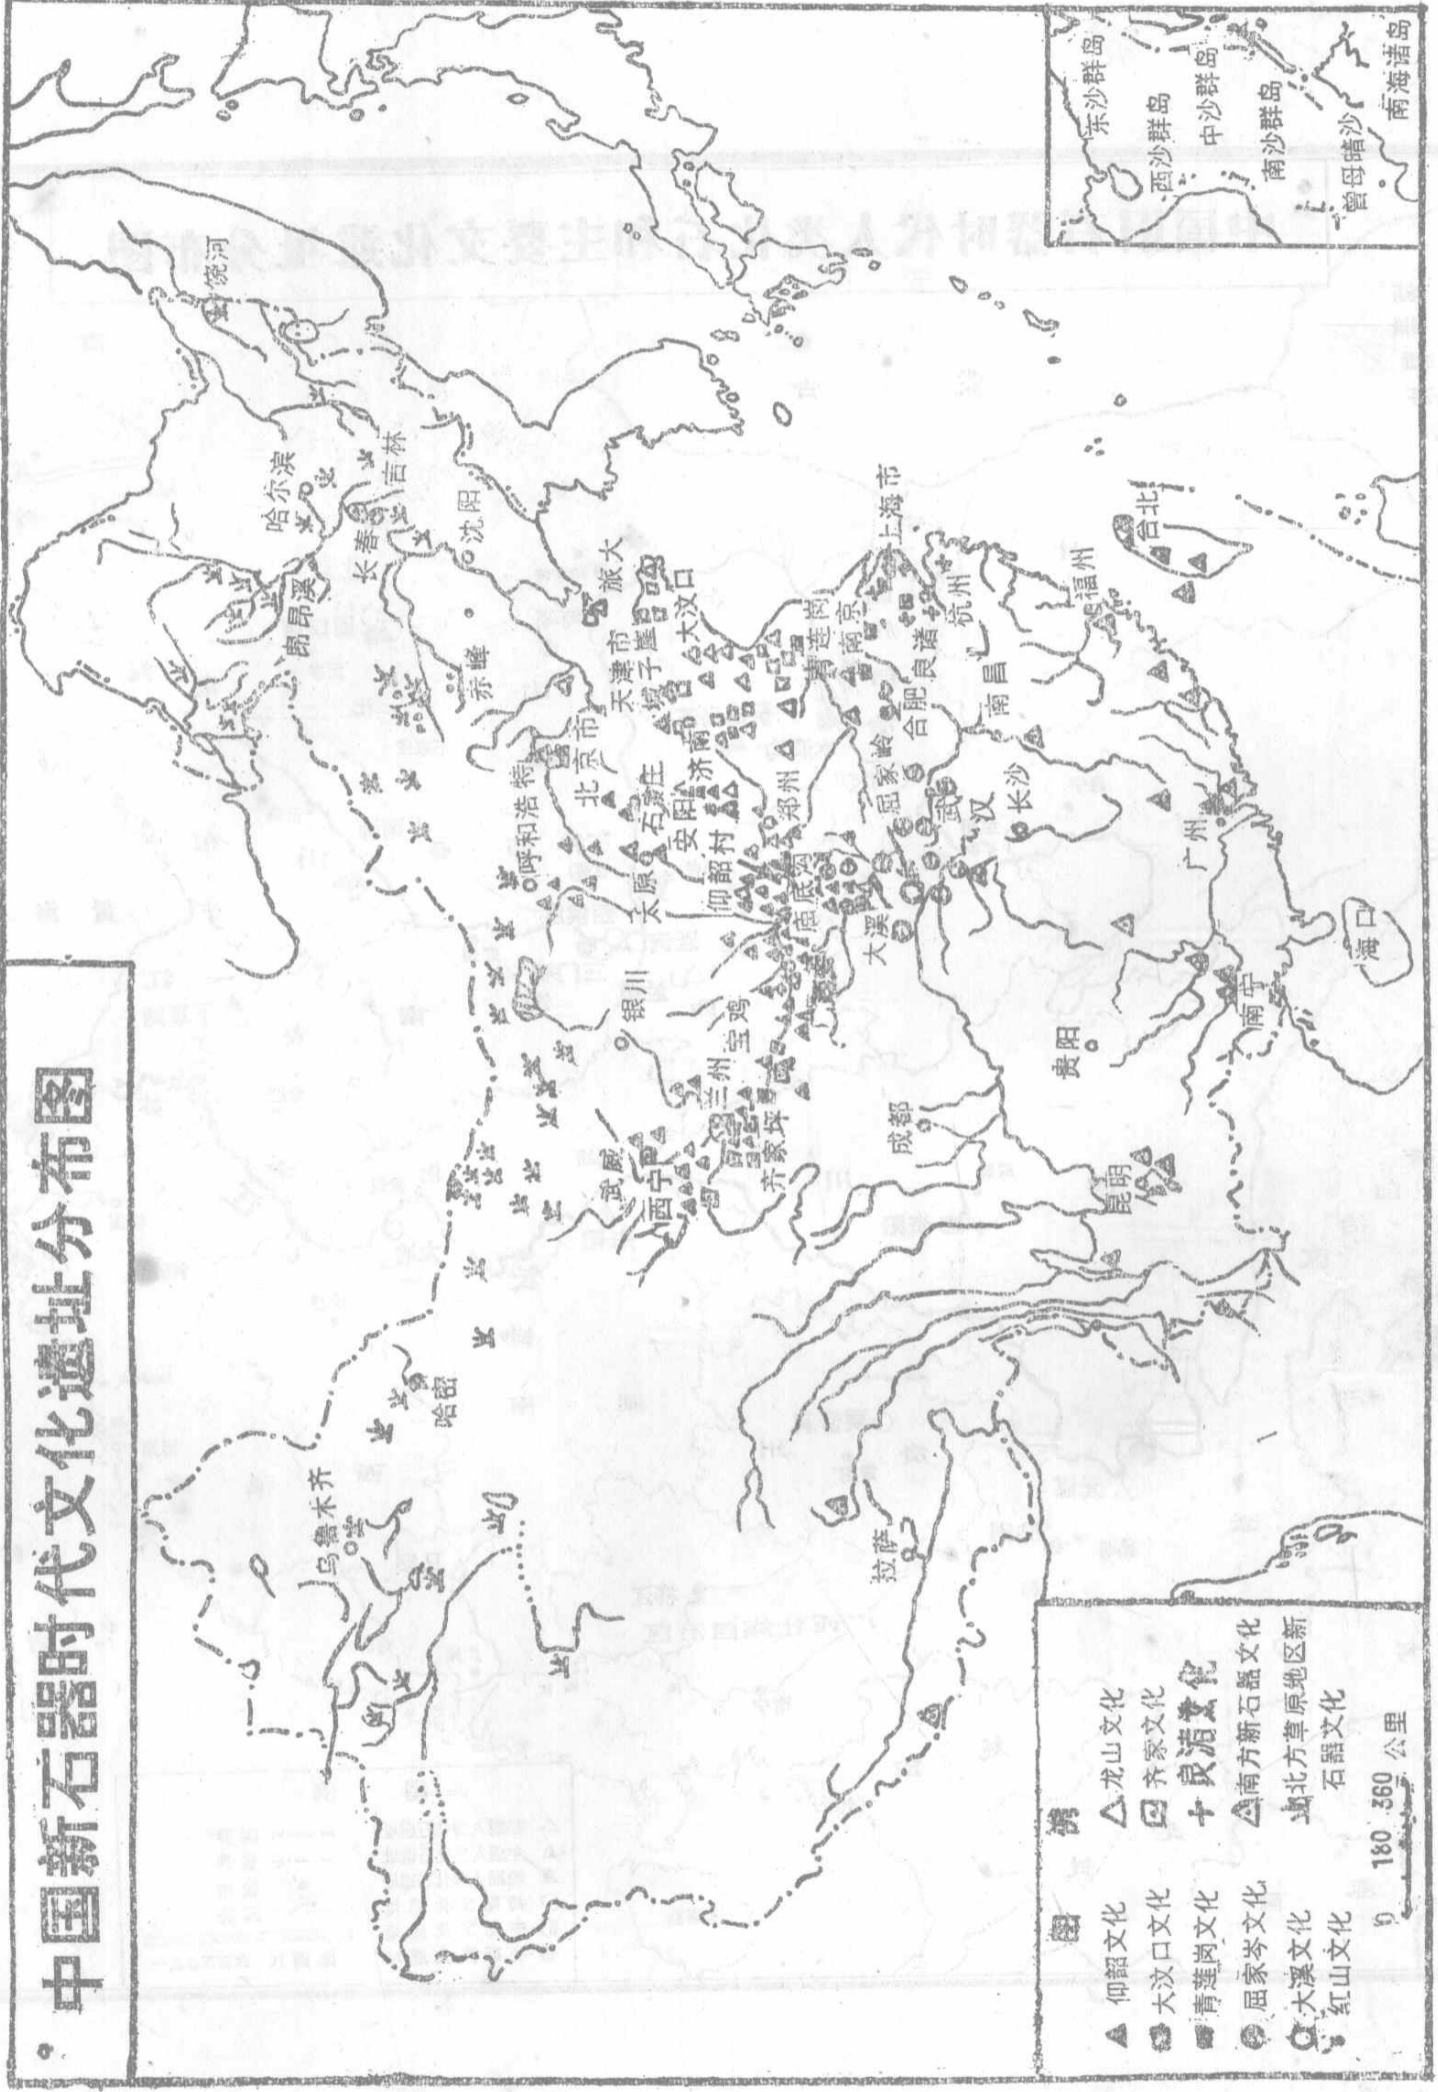 中国新石器时代文化遗址分布图
饶河
哈尔滨
吉林
长春
昂昂溪
沈阳
赤峰
旅大
呼和浩特
北京市
天津市
城子崖
大汶口
石家庄
济南
太原
安阳
仰韶村
郑州
庙底沟
银川
宝鸡
兰州
武威
西宁
齐家坪
哈密
乌鲁木齐
拉萨
青连岗
南京
上海市
良诸
杭州
合肥
屈家岭
武汉
大溪
长沙
南昌
福州
台北
成都
贵阳
昆明
广州
南宁
海口
东沙群岛
西沙群岛
中沙群岛
南沙群岛
曾母暗沙
南海诸岛
图例
仰韶文化
大汶口文化
青莲岗文化
屈家岑文化
大溪文化
红山文化
龙山文化
齐家文化
南方新石器文化
北方草原地区新
石器文化
0 180 360 公里